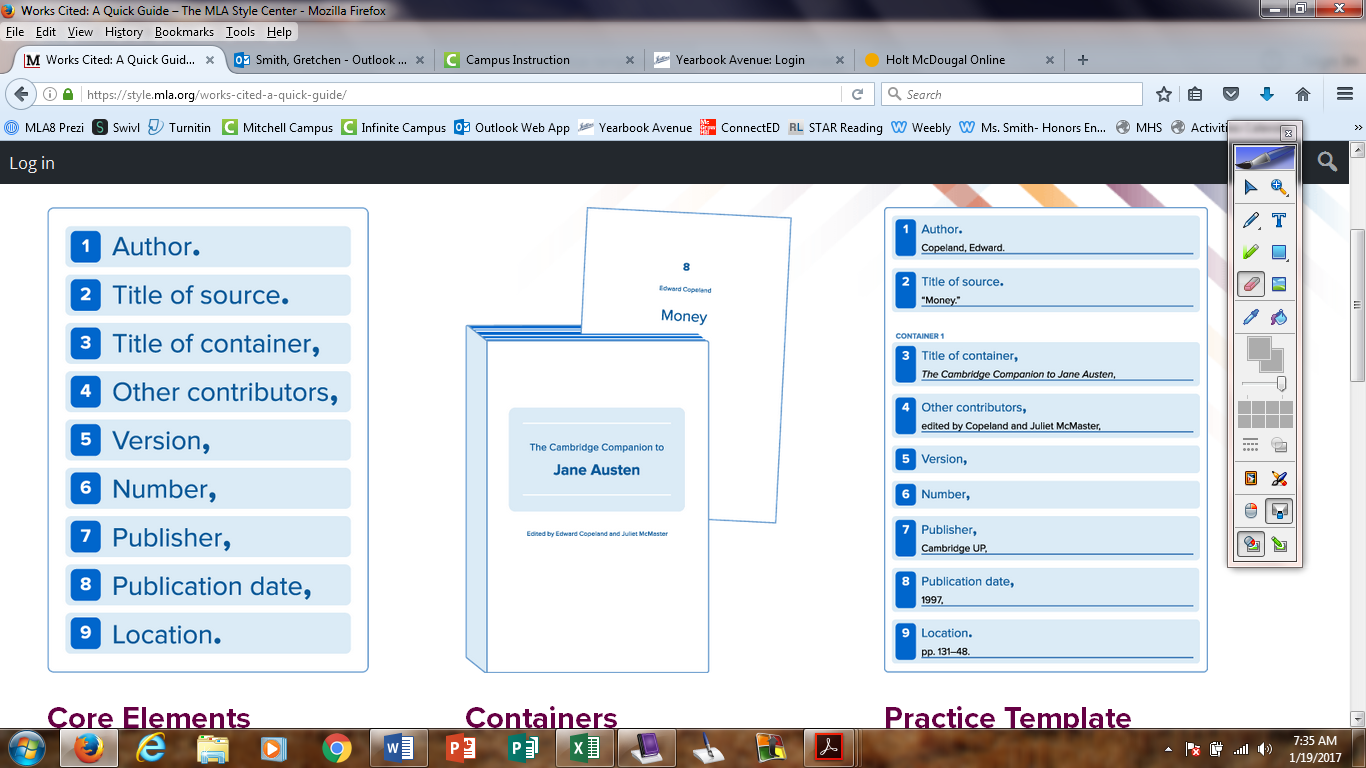 Works Cited: A Quick Guide – The MLA Style Center - Mozilla Firefox
File Edit View History Bookmarks Tools Help
Works Cited: A Quick Guid...
Smith, Gretchen - Outlook ...
Campus Instruction
Yearbook Avenue: Login
Holt McDougal Online
https://style.mla.org/works-cited-a-quick-guide/
Search
MLA8 Prezi
Swivl
Turnitin
Mitchell Campus
Infinite Campus
Outlook Web App
Yearbook Avenue
ConnectED
STAR Reading
Weebly
Ms. Smith- Honors En...
MHS
Log in
1 Author.
2 Title of source.
3 Title of container,
4 Other contributors,
5 Version,
6 Number,
7 Publisher,
8 Publication date,
9 Location.
Core Elements
8
Edward Copeland
Money
The Cambridge Companion to
Jane Austen
Edited by Edward Copeland and Juliet McMaster
Containers
1 Author.
Copeland, Edward.
2 Title of source.
“Money.”
CONTAINER 1
3 Title of container,
The Cambridge Companion to Jane Austen,
4 Other contributors,
edited by Copeland and Juliet McMaster,
5 Version,
6 Number,
7 Publisher,
Cambridge UP,
8 Publication date,
1997,
9 Location.
pp. 131–48.
Practice Template
7:35 AM
1/19/2017